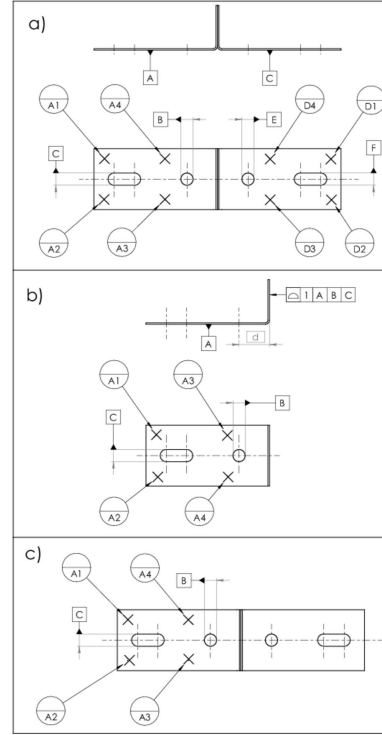 a)
A C
A1 A4 B E D4 D1
C F
A2 A3 D3 D2
b)
⌓ 1 A B C
A d
A1 A3 B
C
A2 A4
c)
A1 A4 B
C
A2 A3